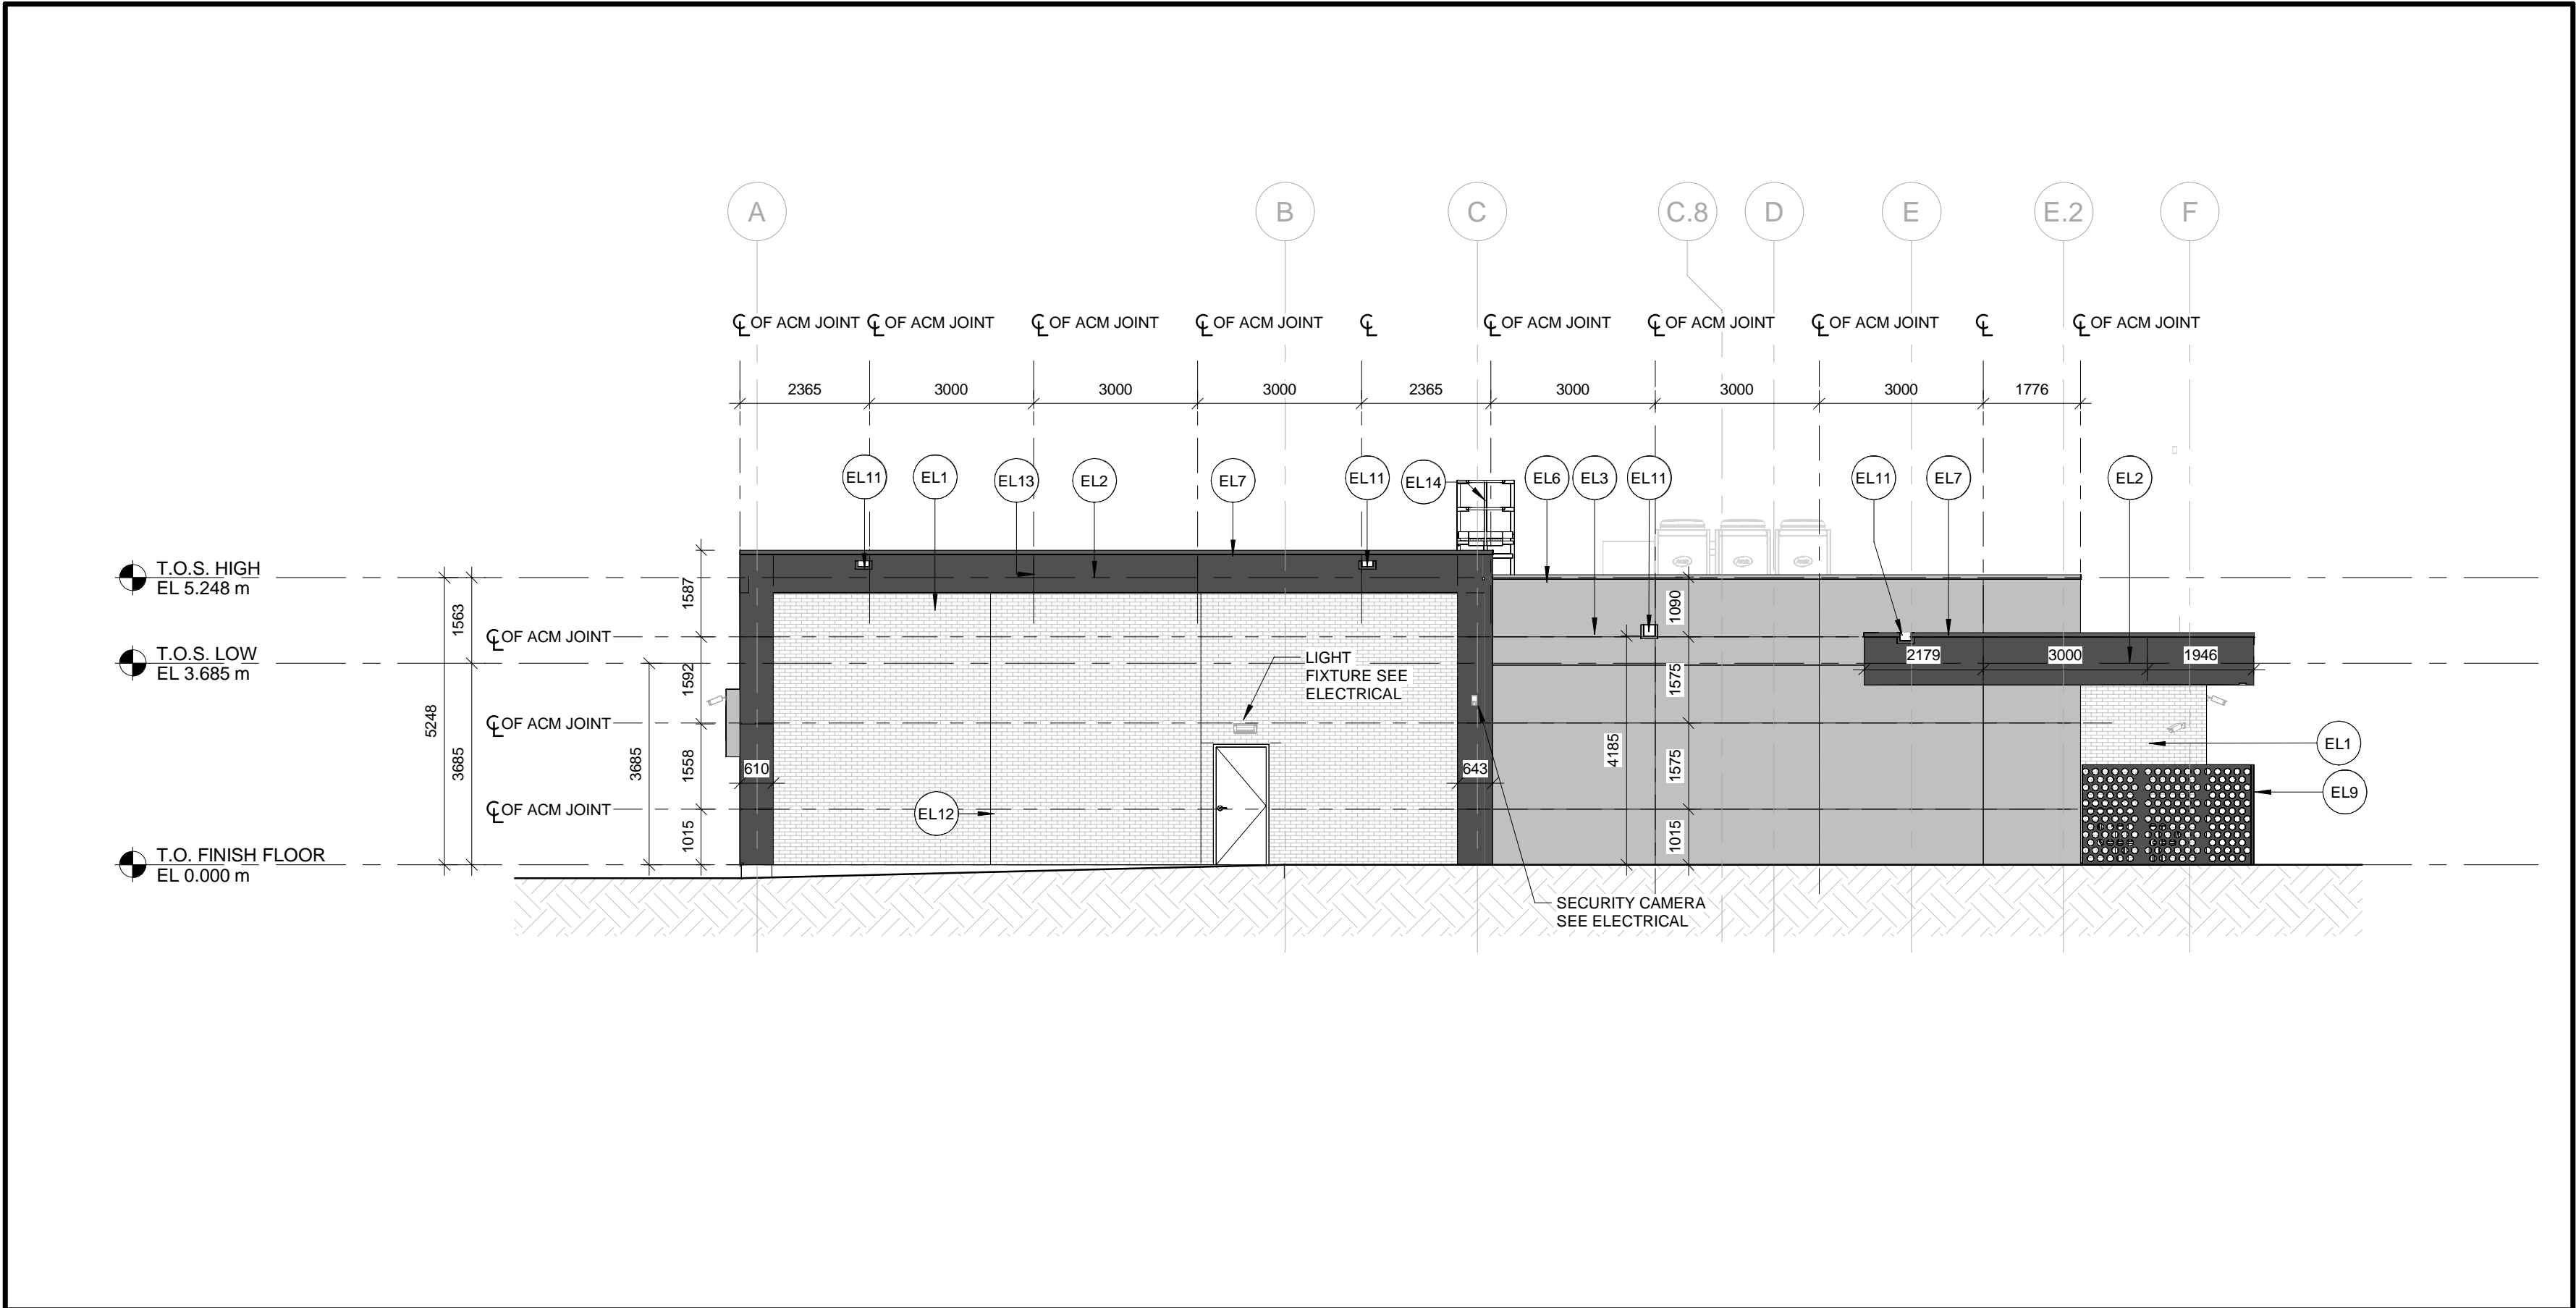 A
B
C
C.8
D
E
E.2
F
℄ OF ACM JOINT
℄ OF ACM JOINT
℄ OF ACM JOINT
℄ OF ACM JOINT
℄
℄ OF ACM JOINT
℄ OF ACM JOINT
℄ OF ACM JOINT
℄
℄ OF ACM JOINT
2365
3000
3000
3000
2365
3000
3000
3000
1776
EL11
EL1
EL13
EL2
EL7
EL11
EL14
EL6
EL3
EL11
EL11
EL7
EL2
T.O.S. HIGH
EL 5.248 m
T.O.S. LOW
EL 3.685 m
T.O. FINISH FLOOR
EL 0.000 m
5248
1563
3685
3685
℄ OF ACM JOINT
℄ OF ACM JOINT
℄ OF ACM JOINT
1587
1592
1558
1015
610
EL12
LIGHT
FIXTURE SEE
ELECTRICAL
643
4185
1090
1575
1575
1015
2179
3000
1946
EL1
EL9
SECURITY CAMERA
SEE ELECTRICAL